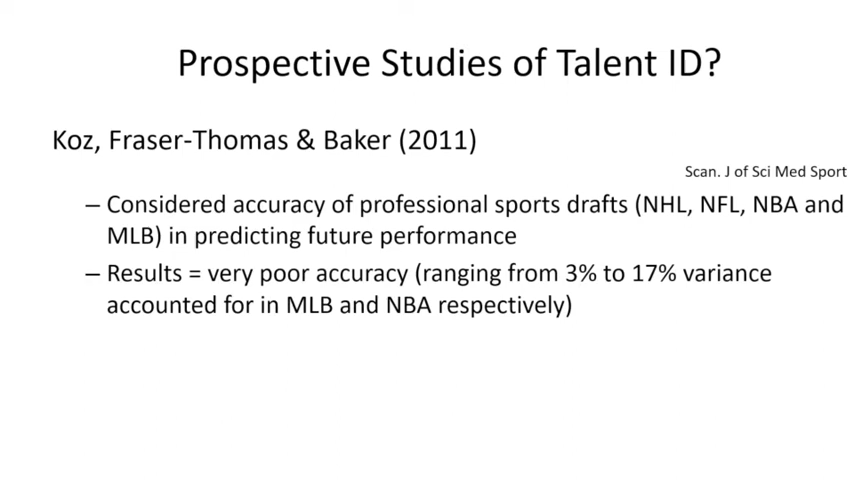 Prospective Studies of Talent ID?
Koz, Fraser-Thomas & Baker (2011)
Scan. J of Sci Med Sport
– Considered accuracy of professional sports drafts (NHL, NFL, NBA and
MLB) in predicting future performance
– Results = very poor accuracy (ranging from 3% to 17% variance
accounted for in MLB and NBA respectively)